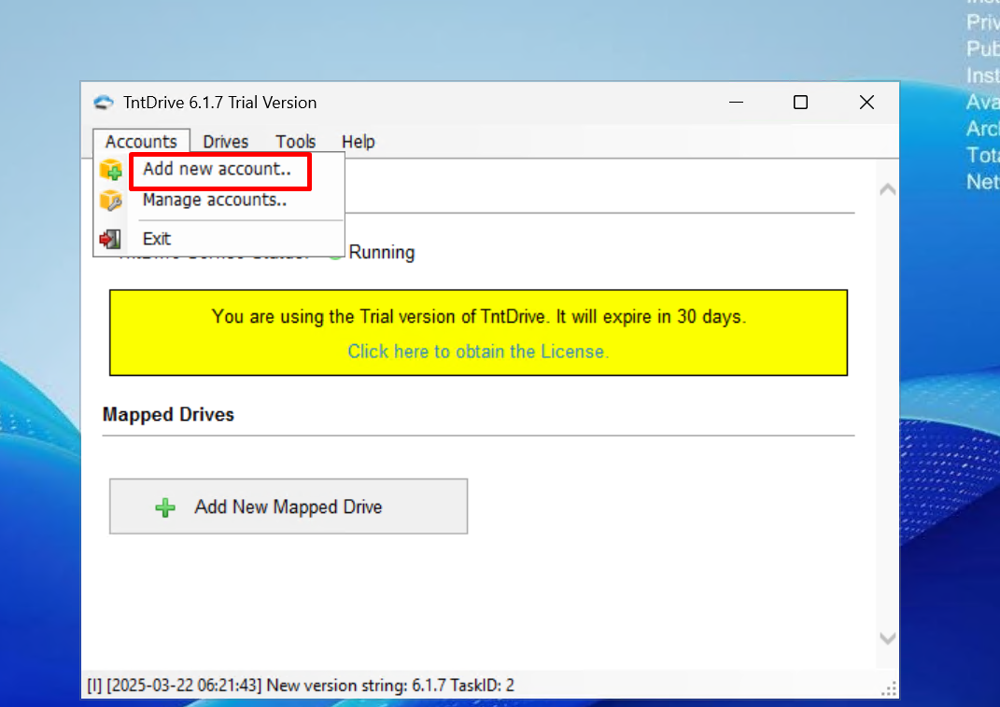 Priv
Pub
Inst
Ava
Arc
Tota
Net
TntDrive 6.1.7 Trial Version
Accounts Drives Tools Help
Add new account..
Manage accounts..
Exit
Running
You are using the Trial version of TntDrive. It will expire in 30 days.
Click here to obtain the License.
Mapped Drives
Add New Mapped Drive
[I] [2025-03-22 06:21:43] New version string: 6.1.7 TaskID: 2